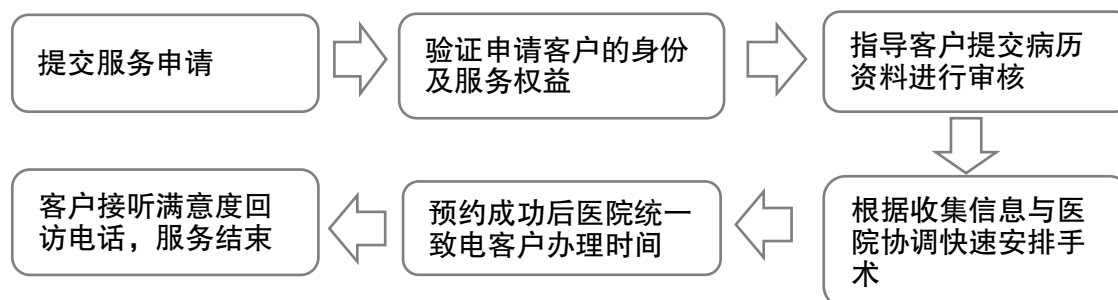 提交服务申请
验证申请客户的身份
及服务权益
指导客户提交病历
资料进行审核
根据收集信息与医
院协调快速安排手
术
预约成功后医院统一
致电客户办理时间
客户接听满意度回
访电话，服务结束